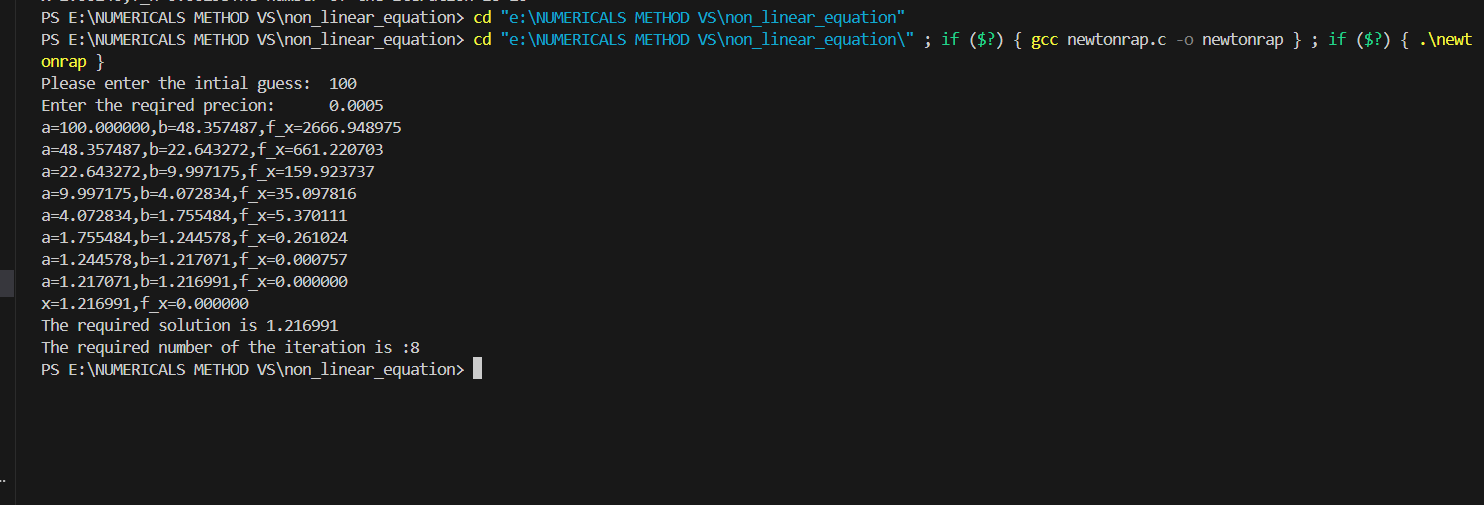 PS E:\NUMERICALS METHOD VS\non_linear_equation> cd "e:\NUMERICALS METHOD VS\non_linear_equation"
PS E:\NUMERICALS METHOD VS\non_linear_equation> cd "e:\NUMERICALS METHOD VS\non_linear_equation\" ; if ($?) { gcc newtonrap.c -o newtonrap } ; if ($?) { .\newt
onrap }
Please enter the intial guess:  100
Enter the reqired precion:      0.0005
a=100.000000,b=48.357487,f_x=2666.948975
a=48.357487,b=22.643272,f_x=661.220703
a=22.643272,b=9.997175,f_x=159.923737
a=9.997175,b=4.072834,f_x=35.097816
a=4.072834,b=1.755484,f_x=5.370111
a=1.755484,b=1.244578,f_x=0.261024
a=1.244578,b=1.217071,f_x=0.000757
a=1.217071,b=1.216991,f_x=0.000000
x=1.216991,f_x=0.000000
The required solution is 1.216991
The required number of the iteration is :8
PS E:\NUMERICALS METHOD VS\non_linear_equation>